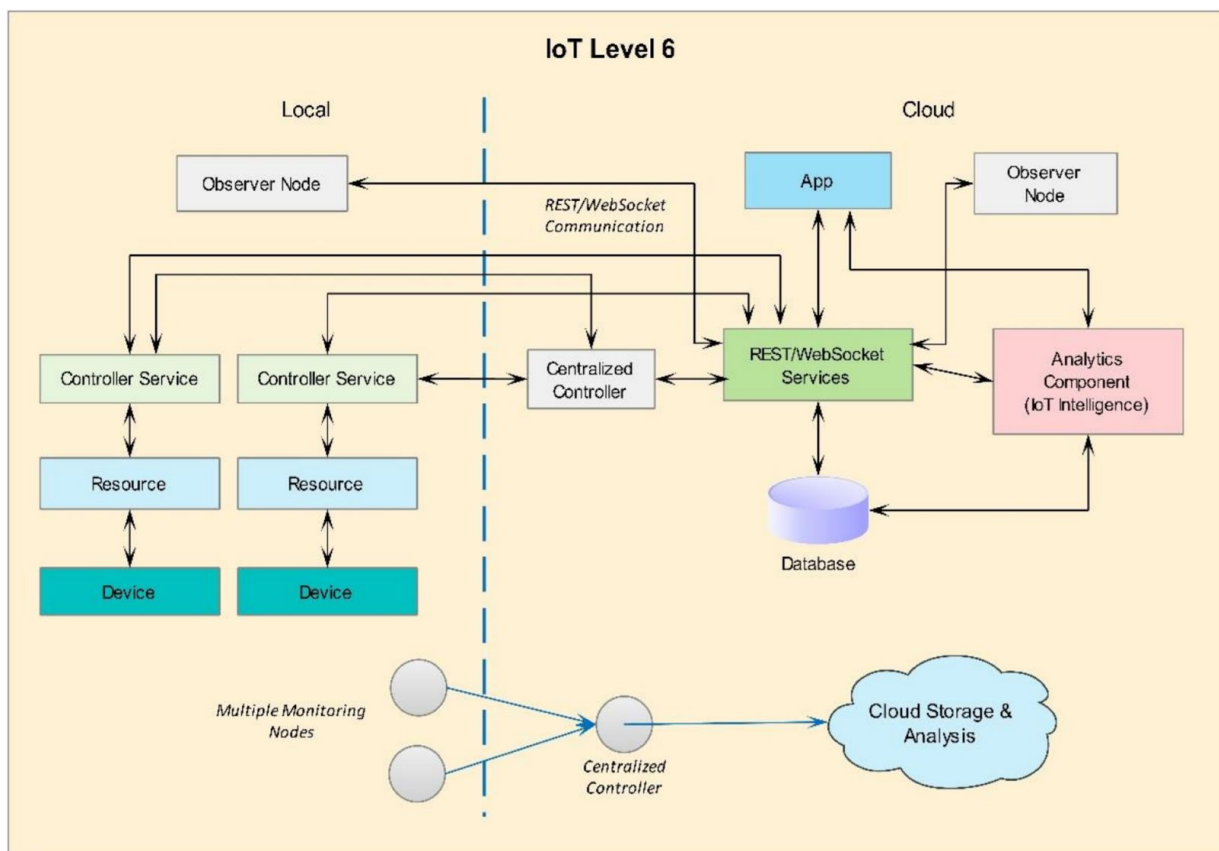 IoT Level 6
Local
Cloud
Observer Node
App
Observer
Node
REST/WebSocket
Communication
Controller Service
Controller Service
Centralized
Controller
REST/WebSocket
Services
Analytics
Component
(IoT Intelligence)
Resource
Resource
Database
Device
Device
Multiple Monitoring
Nodes
Centralized
Controller
Cloud Storage &
Analysis